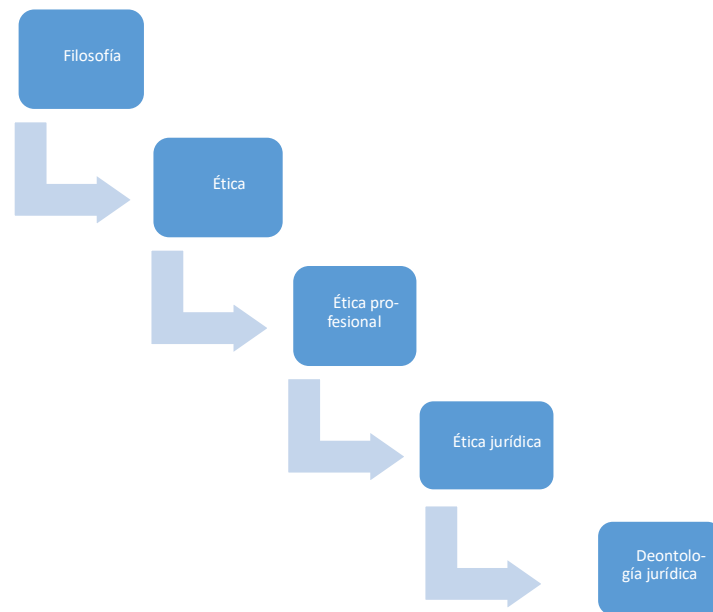 Filosofía
Ética
Ética pro-
fesional
Ética jurídica
Deontolo-
gía jurídica